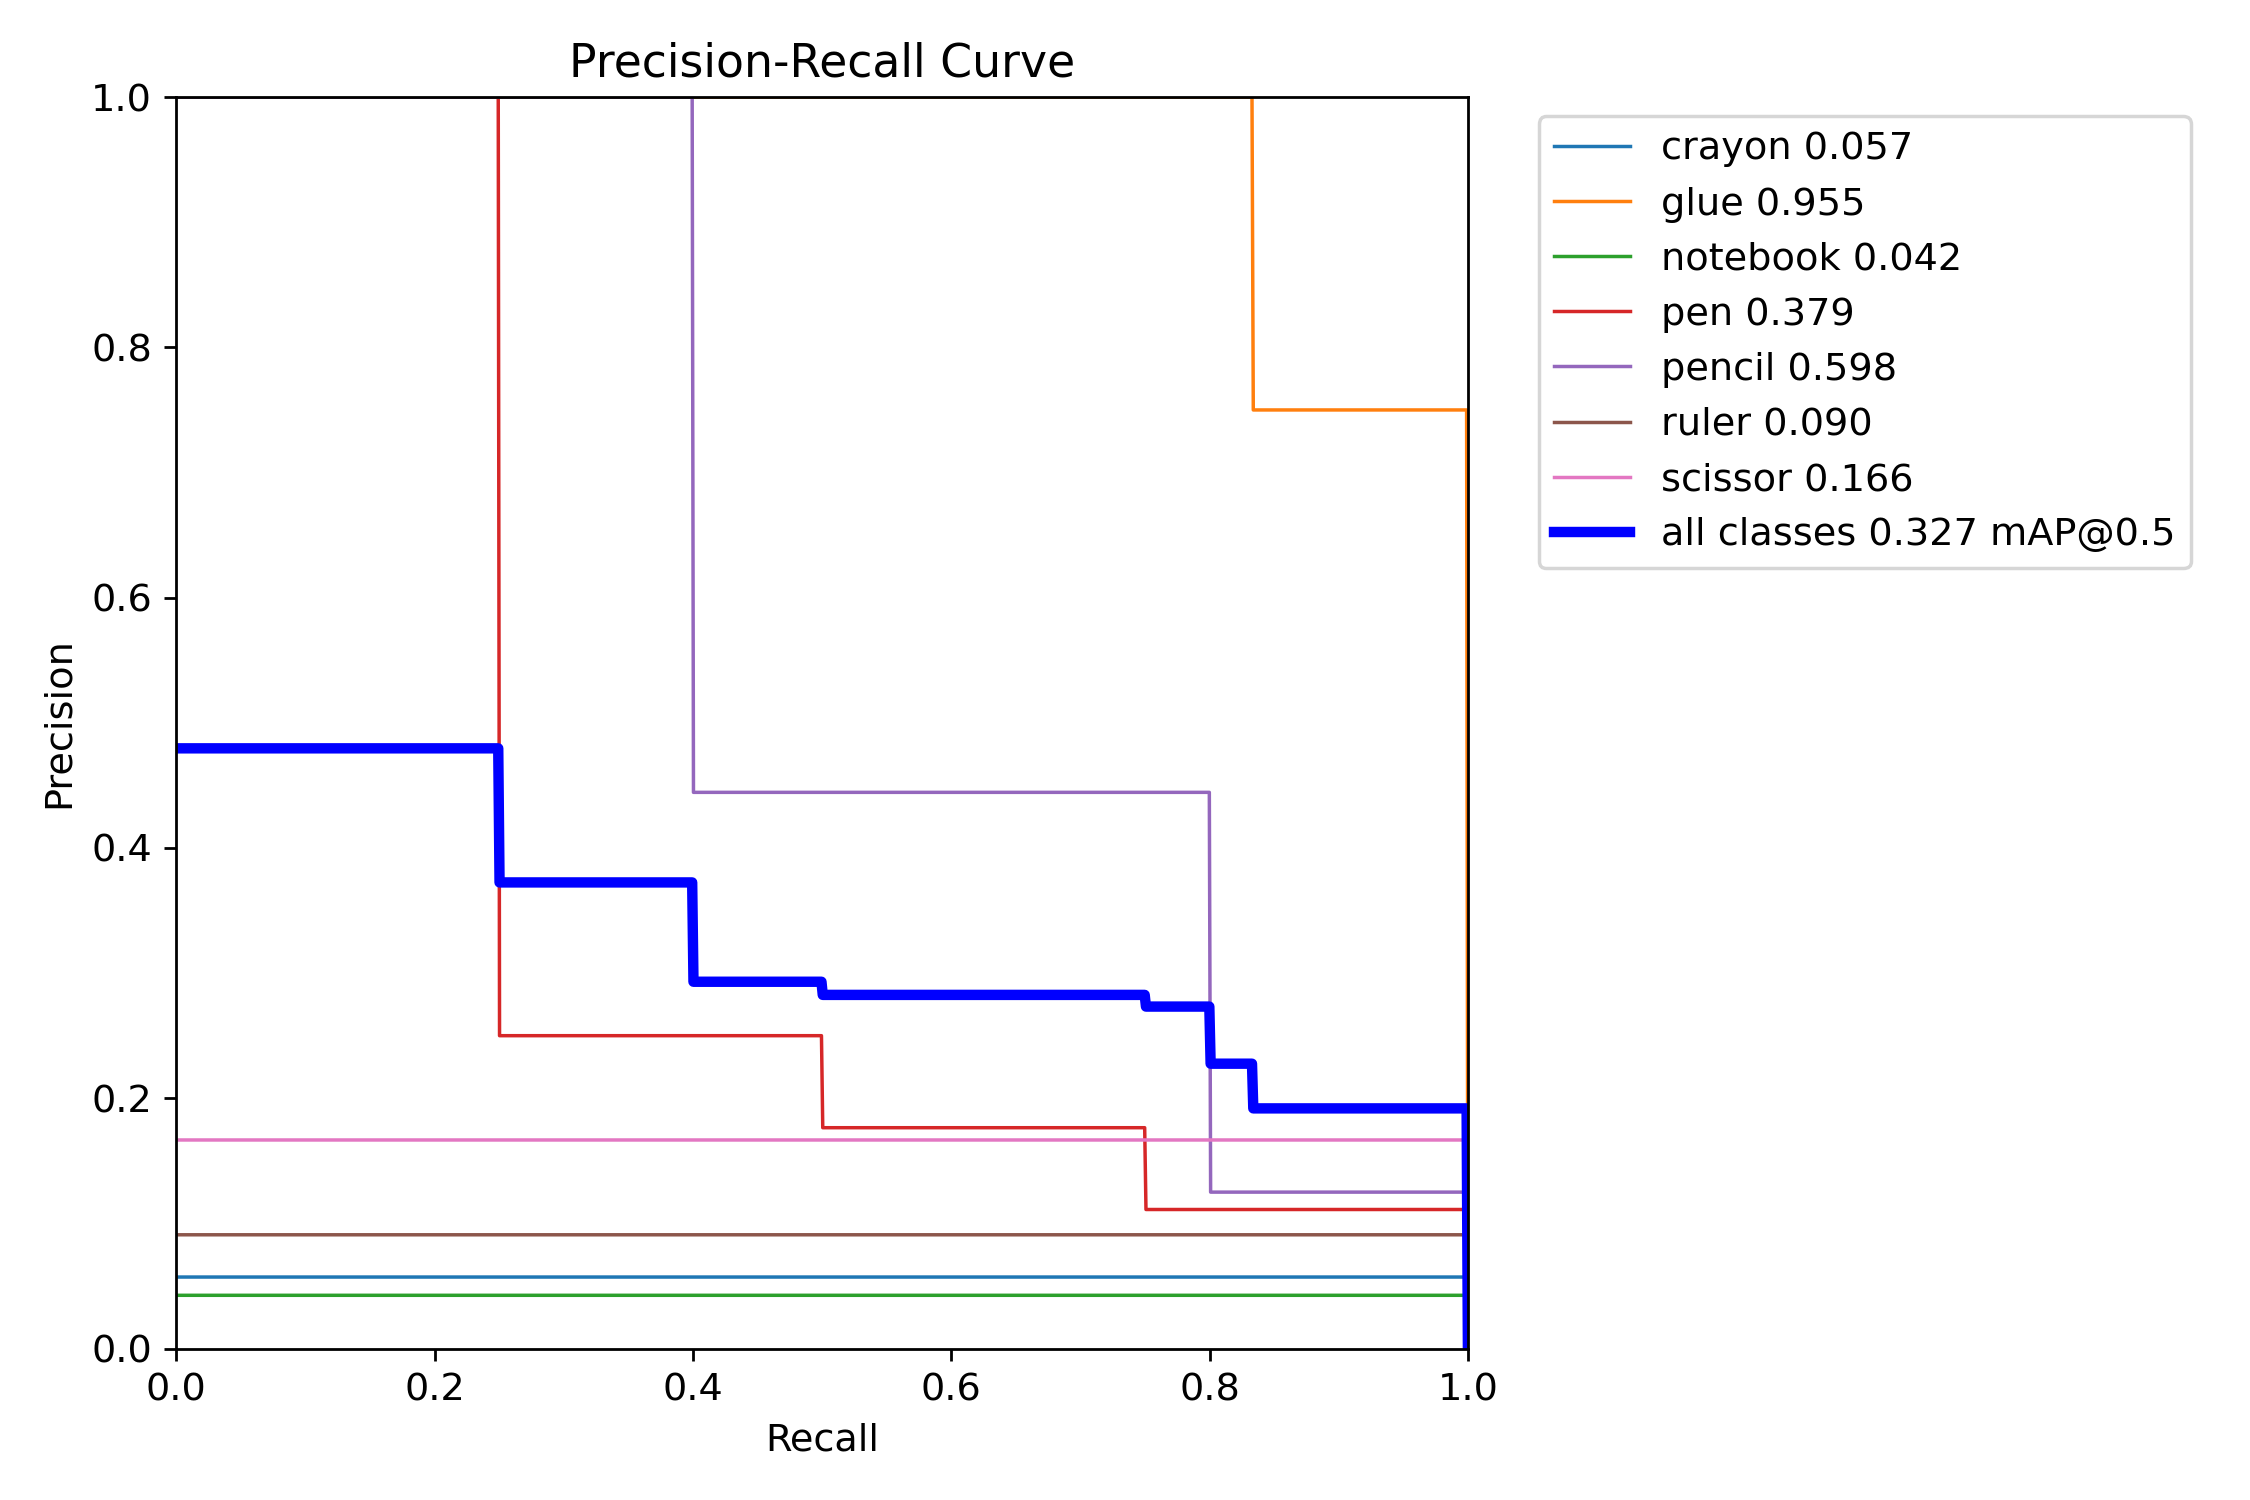 Precision-Recall Curve
1.0
0.8
0.6
0.4
0.2
0.0
Precision
0.0 0.2 0.4 0.6 0.8 1.0
Recall
crayon 0.057
glue 0.955
notebook 0.042
pen 0.379
pencil 0.598
ruler 0.090
scissor 0.166
all classes 0.327 mAP@0.5